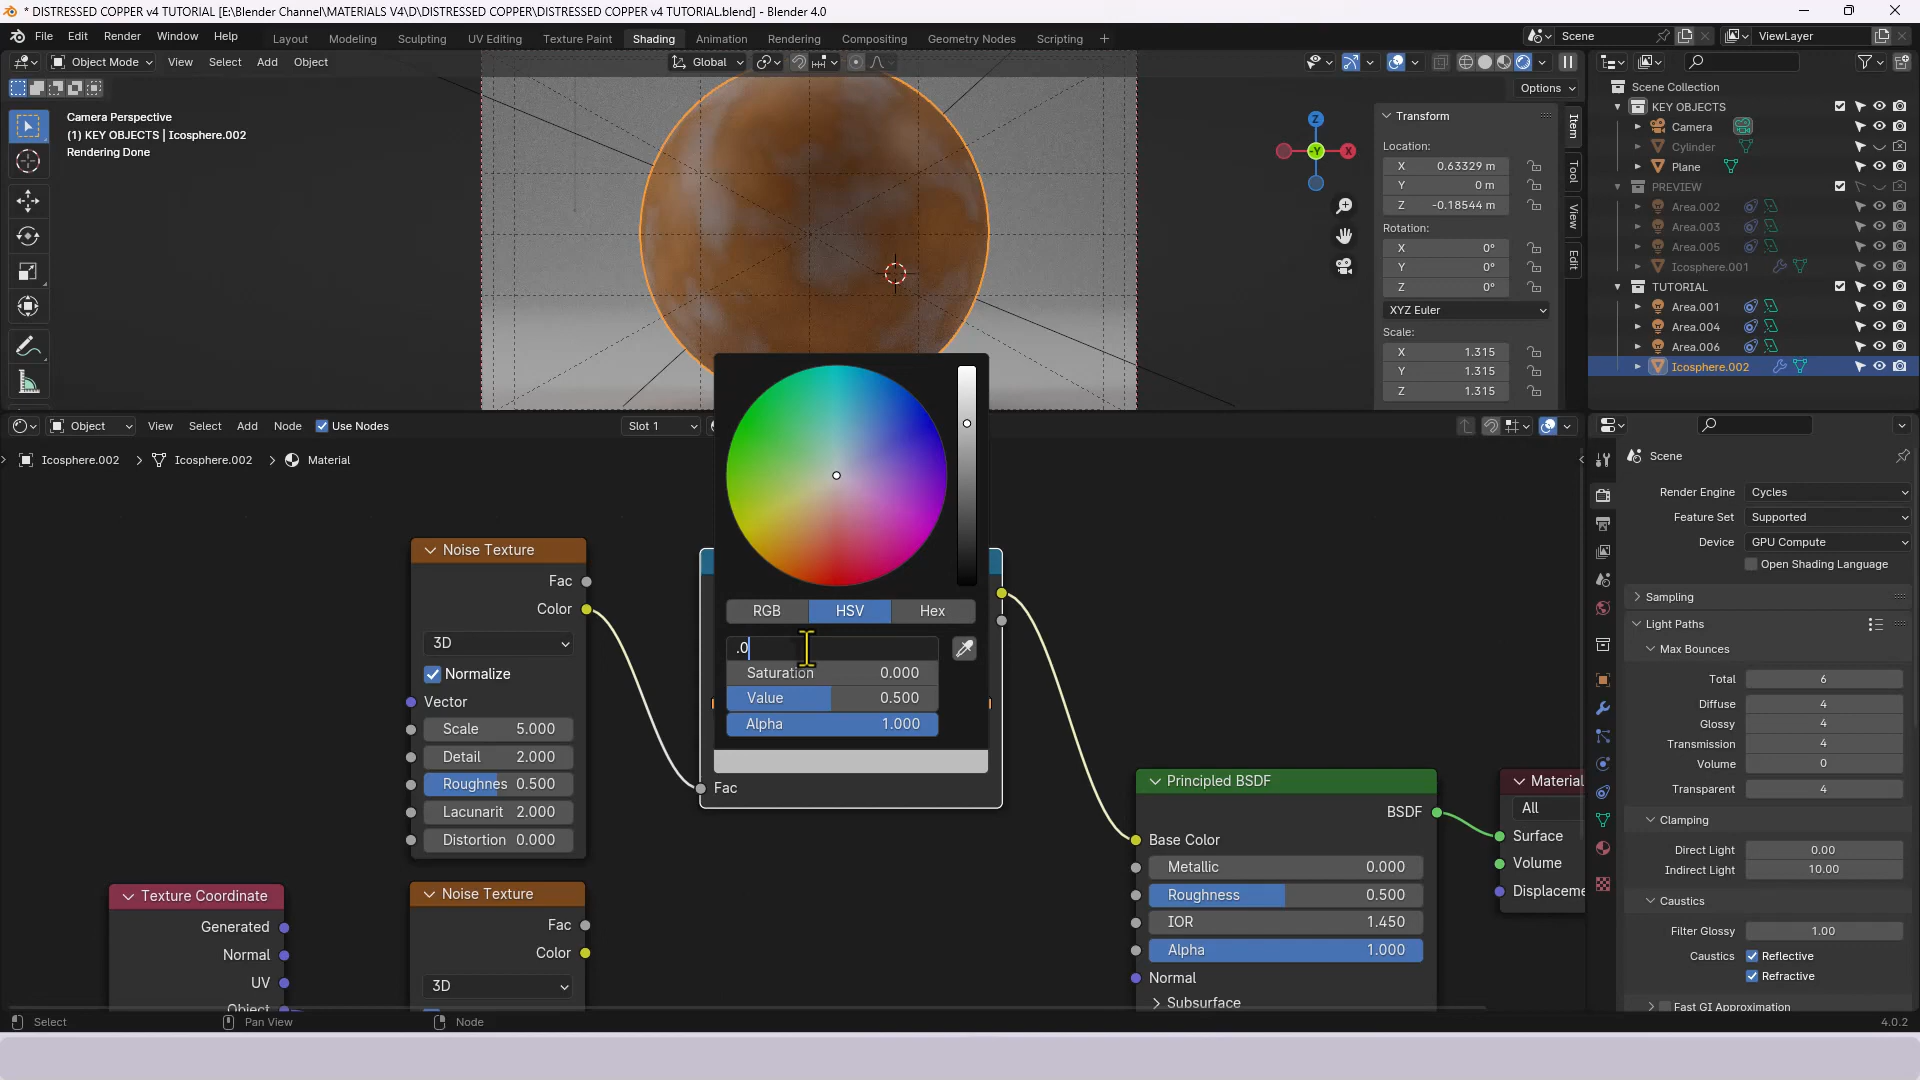 * DISTRESSED COPPER v4 TUTORIAL [E:\Blender Channel\MATERIALS V4\D\DISTRESSED COPPER\DISTRESSED COPPER v4 TUTORIAL.blend] - Blender 4.0
File Edit Render Window Help
Layout Modeling Sculpting UV Editing Texture Paint Shading Animation Rendering Compositing Geometry Nodes Scripting +
Scene
ViewLayer
Object Mode View Select Add Object
Global
Options
Camera Perspective
(1) KEY OBJECTS | Icosphere.002
Rendering Done
Z
-Y
X
Transform
Location:
X 0.63329 m
Y 0 m
Z -0.18544 m
Rotation:
X 0°
Y 0°
Z 0°
XYZ Euler
Scale:
X 1.315
Y 1.315
Z 1.315
Item
Tool
View
Edit
Scene Collection
KEY OBJECTS
Camera
Cylinder
Plane
PREVIEW
Area.002
Area.003
Area.005
Icosphere.001
TUTORIAL
Area.001
Area.004
Area.006
Icosphere.002
Object View Select Add Node Use Nodes
Slot 1
Icosphere.002 Icosphere.002 Material
RGB HSV Hex
.0
Saturation 0.000
Value 0.500
Alpha 1.000
Fac
Noise Texture
Fac
Color
3D
Normalize
Vector
Scale 5.000
Detail 2.000
Roughnes 0.500
Lacunarit 2.000
Distortion 0.000
Texture Coordinate
Generated
Normal
UV
Object
Noise Texture
Fac
Color
3D
Principled BSDF
BSDF
Base Color
Metallic 0.000
Roughness 0.500
IOR 1.450
Alpha 1.000
Normal
Subsurface
Material
All
Surface
Volume
Displaceme
Scene
Render Engine Cycles
Feature Set Supported
Device GPU Compute
Open Shading Language
Sampling
Light Paths
Max Bounces
Total 6
Diffuse 4
Glossy 4
Transmission 4
Volume 0
Transparent 4
Clamping
Direct Light 0.00
Indirect Light 10.00
Caustics
Filter Glossy 1.00
Caustics Reflective
Refractive
Fast GI Approximation
Select
Pan View
Node
4.0.2